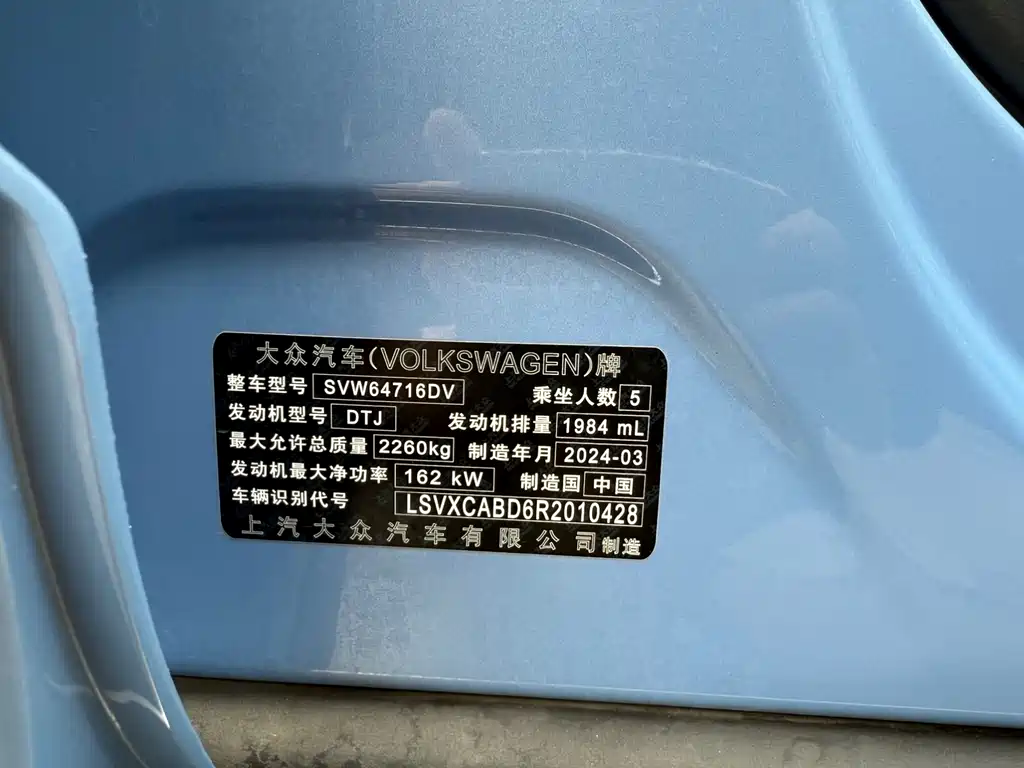 大众汽车(VOLKSWAGEN)牌
整车型号 SVW64716DV 乘坐人数 5
发动机型号 DTJ 发动机排量 1984 mL
最大允许总质量 2260kg 制造年月 2024-03
发动机最大净功率 162 kW 制造国 中国
车辆识别代号 LSVXCABD6R2010428
上汽大众汽车有限公司制造